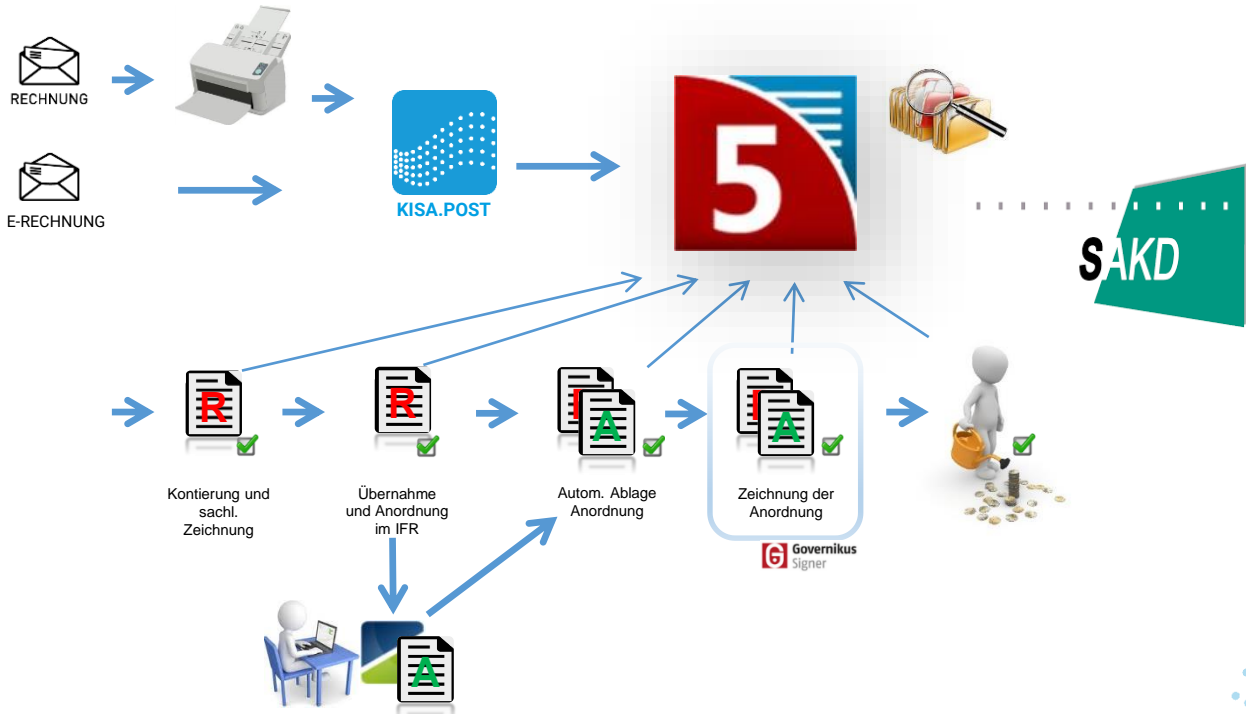 RECHNUNG
E-RECHNUNG
KISA.POST
5
SAKD
R
R
R
A
A
Kontierung und
sachl.
Zeichnung
Übernahme
und Anordnung
im IFR
Autom. Ablage
Anordnung
Zeichnung der
Anordnung
G Governikus
Signer
A